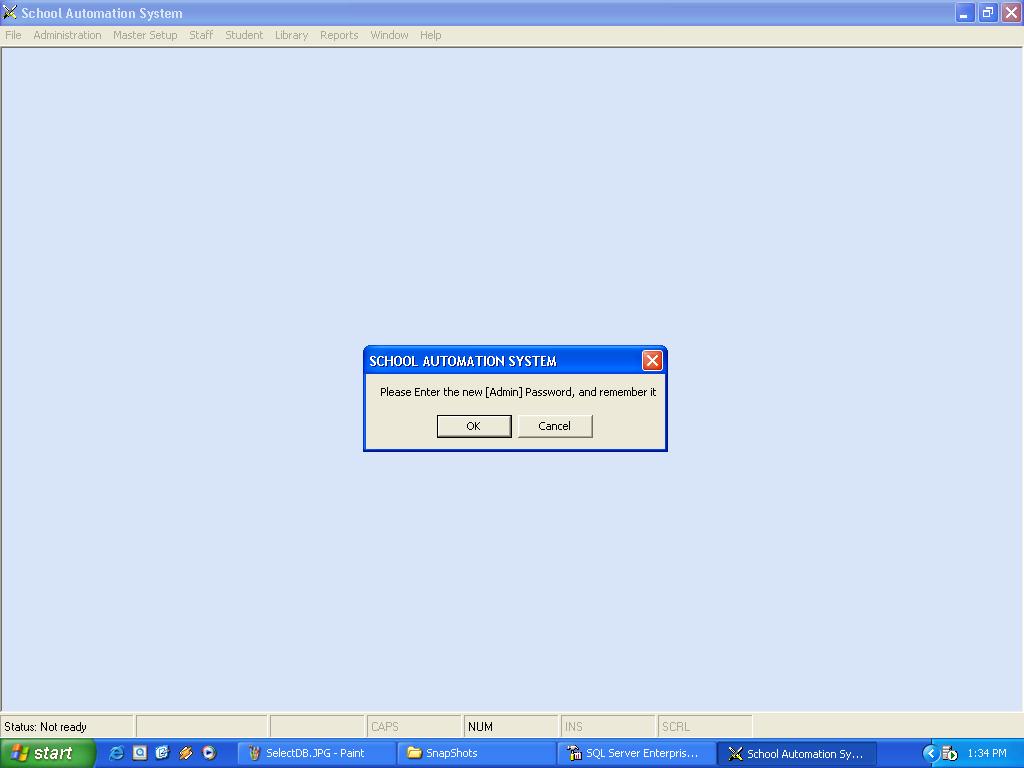 School Automation System
File Administration Master Setup Staff Student Library Reports Window Help
SCHOOL AUTOMATION SYSTEM
Please Enter the new [Admin] Password, and remember it
OK Cancel
Status: Not ready CAPS NUM INS SCRL
start SelectDB.JPG - Paint SnapShots SQL Server Enterpris... School Automation Sy... 1:34 PM